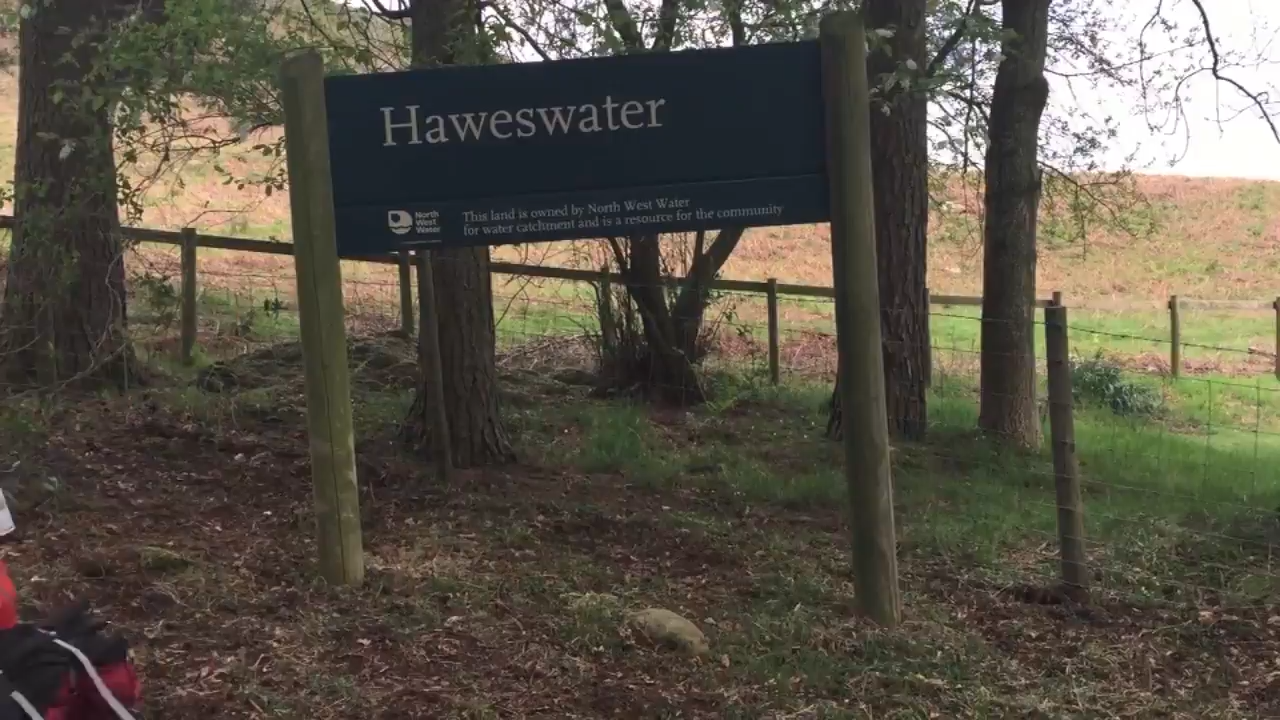 Haweswater
North
West
Water
This land is owned by North West Water
for water catchment and is a resource for the community